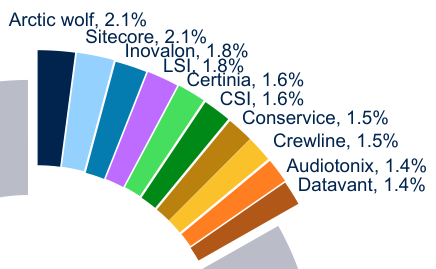 Arctic wolf, 2.1%
Sitecore, 2.1%
Inovalon, 1.8%
LSI, 1.8%
Certinia, 1.6%
CSI, 1.6%
Conservice, 1.5%
Crewline, 1.5%
Audiotonix, 1.4%
Datavant, 1.4%